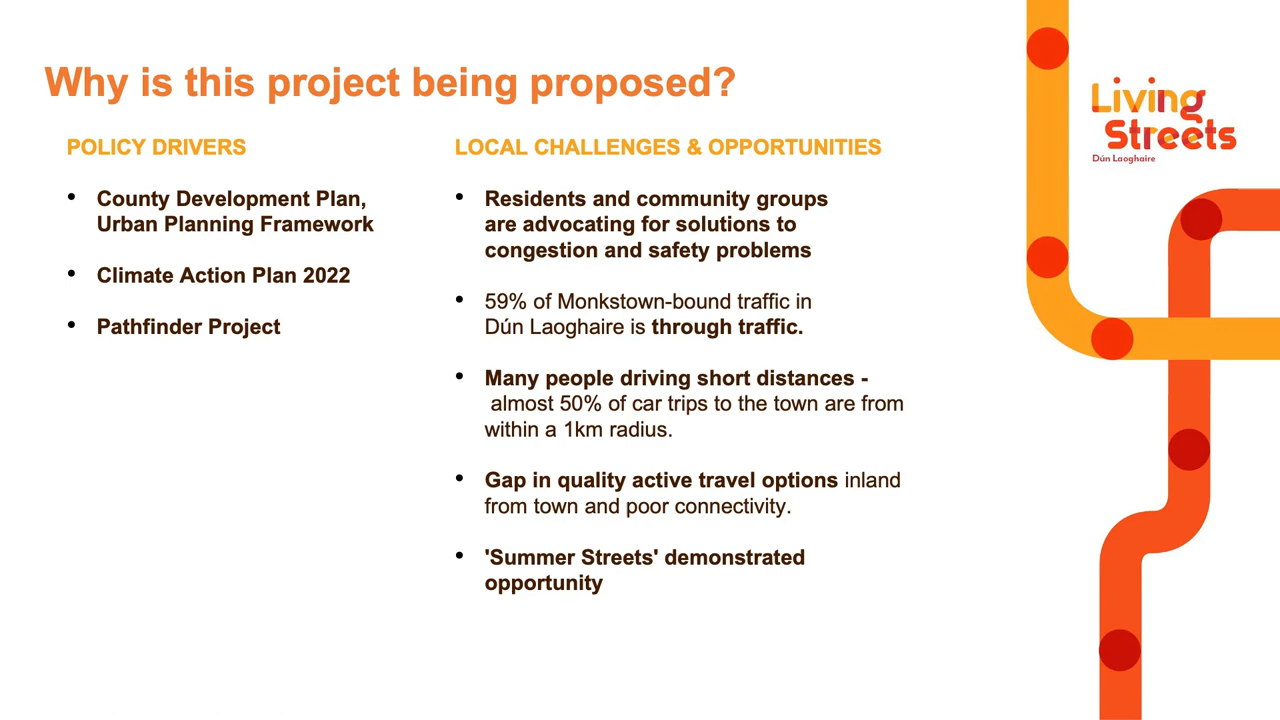 Why is this project being proposed?
POLICY DRIVERS
• County Development Plan,
Urban Planning Framework
• Climate Action Plan 2022
• Pathfinder Project
LOCAL CHALLENGES & OPPORTUNITIES
• Residents and community groups
are advocating for solutions to
congestion and safety problems
• 59% of Monkstown-bound traffic in
Dún Laoghaire is through traffic.
• Many people driving short distances -
almost 50% of car trips to the town are from
within a 1km radius.
• Gap in quality active travel options inland
from town and poor connectivity.
• 'Summer Streets' demonstrated
opportunity
Living
Streets
Dún Laoghaire